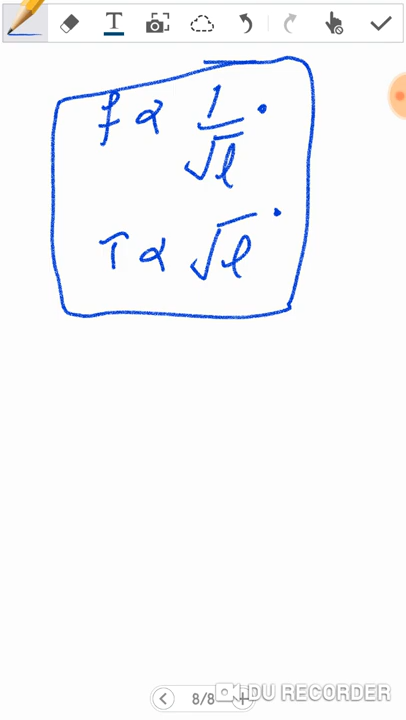 T
f ∝ 1/√l
T ∝ √l
8/8
DU RECORDER